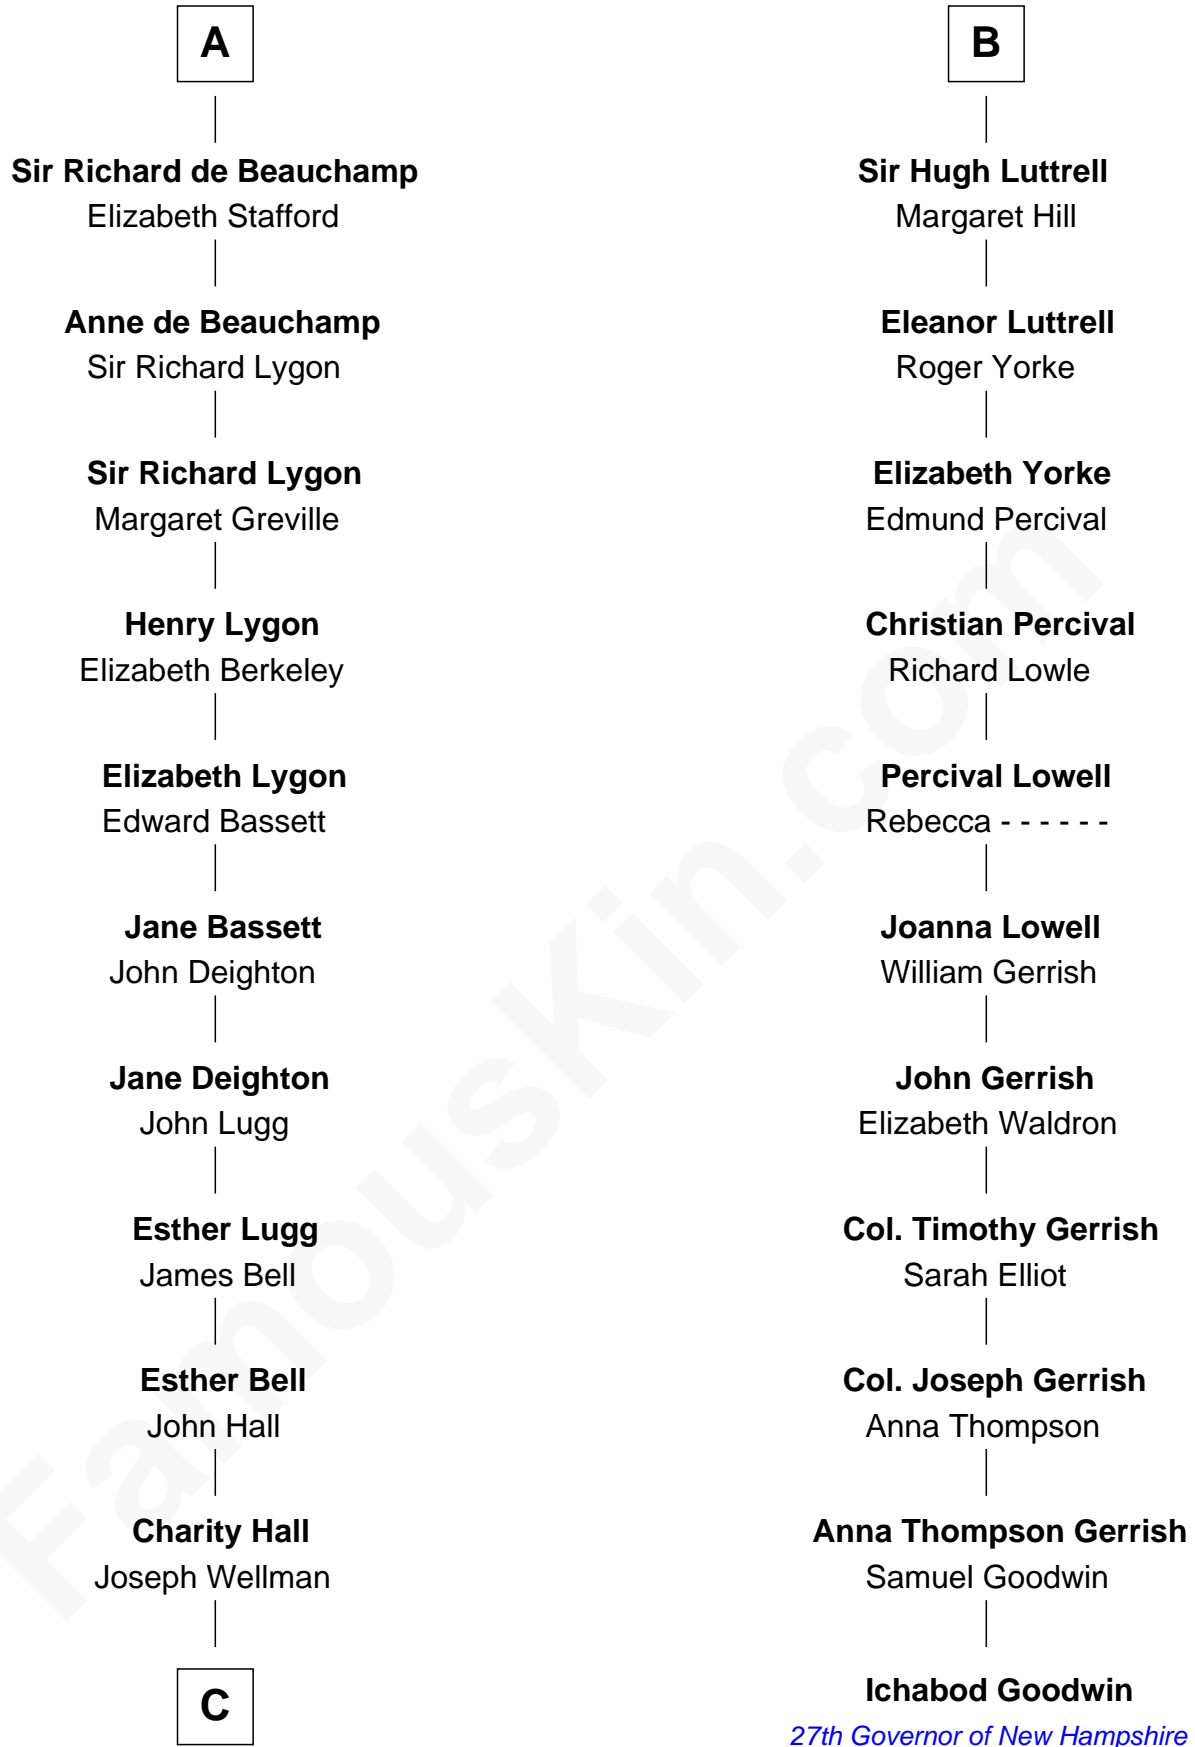 A
Sir Richard de Beauchamp
Elizabeth Stafford
Anne de Beauchamp
Sir Richard Lygon
Sir Richard Lygon
Margaret Greville
Henry Lygon
Elizabeth Berkeley
Elizabeth Lygon
Edward Bassett
Jane Bassett
John Deighton
Jane Deighton
John Lugg
Esther Lugg
James Bell
Esther Bell
John Hall
Charity Hall
Joseph Wellman
C
B
Sir Hugh Luttrell
Margaret Hill
Eleanor Luttrell
Roger Yorke
Elizabeth Yorke
Edmund Percival
Christian Percival
Richard Lowle
Percival Lowell
Rebecca - - - - - -
Joanna Lowell
William Gerrish
John Gerrish
Elizabeth Waldron
Col. Timothy Gerrish
Sarah Elliot
Col. Joseph Gerrish
Anna Thompson
Anna Thompson Gerrish
Samuel Goodwin
Ichabod Goodwin
27th Governor of New Hampshire
FamousKin.com